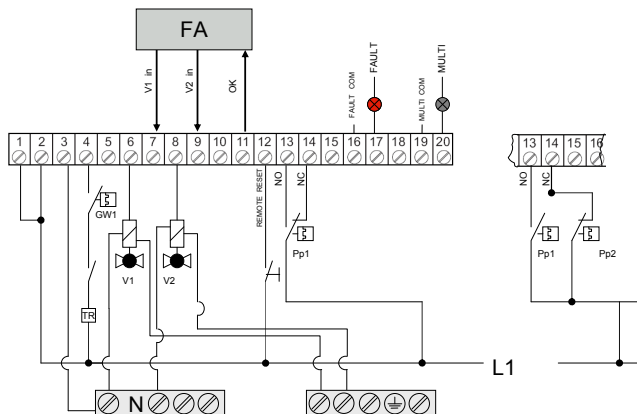 FA
V1 in
V2 in
OK
FAULT COM
FAULT
MULTI COM
MULTI
1 2 3 4 5 6 7 8 9 10 11 12 13 14 15 16 17 18 19 20
13 14 15 16
GW1
TR
V1
V2
REMOTE RESET
NO
NC
Pp1
NO
NC
Pp1
Pp2
L1
N